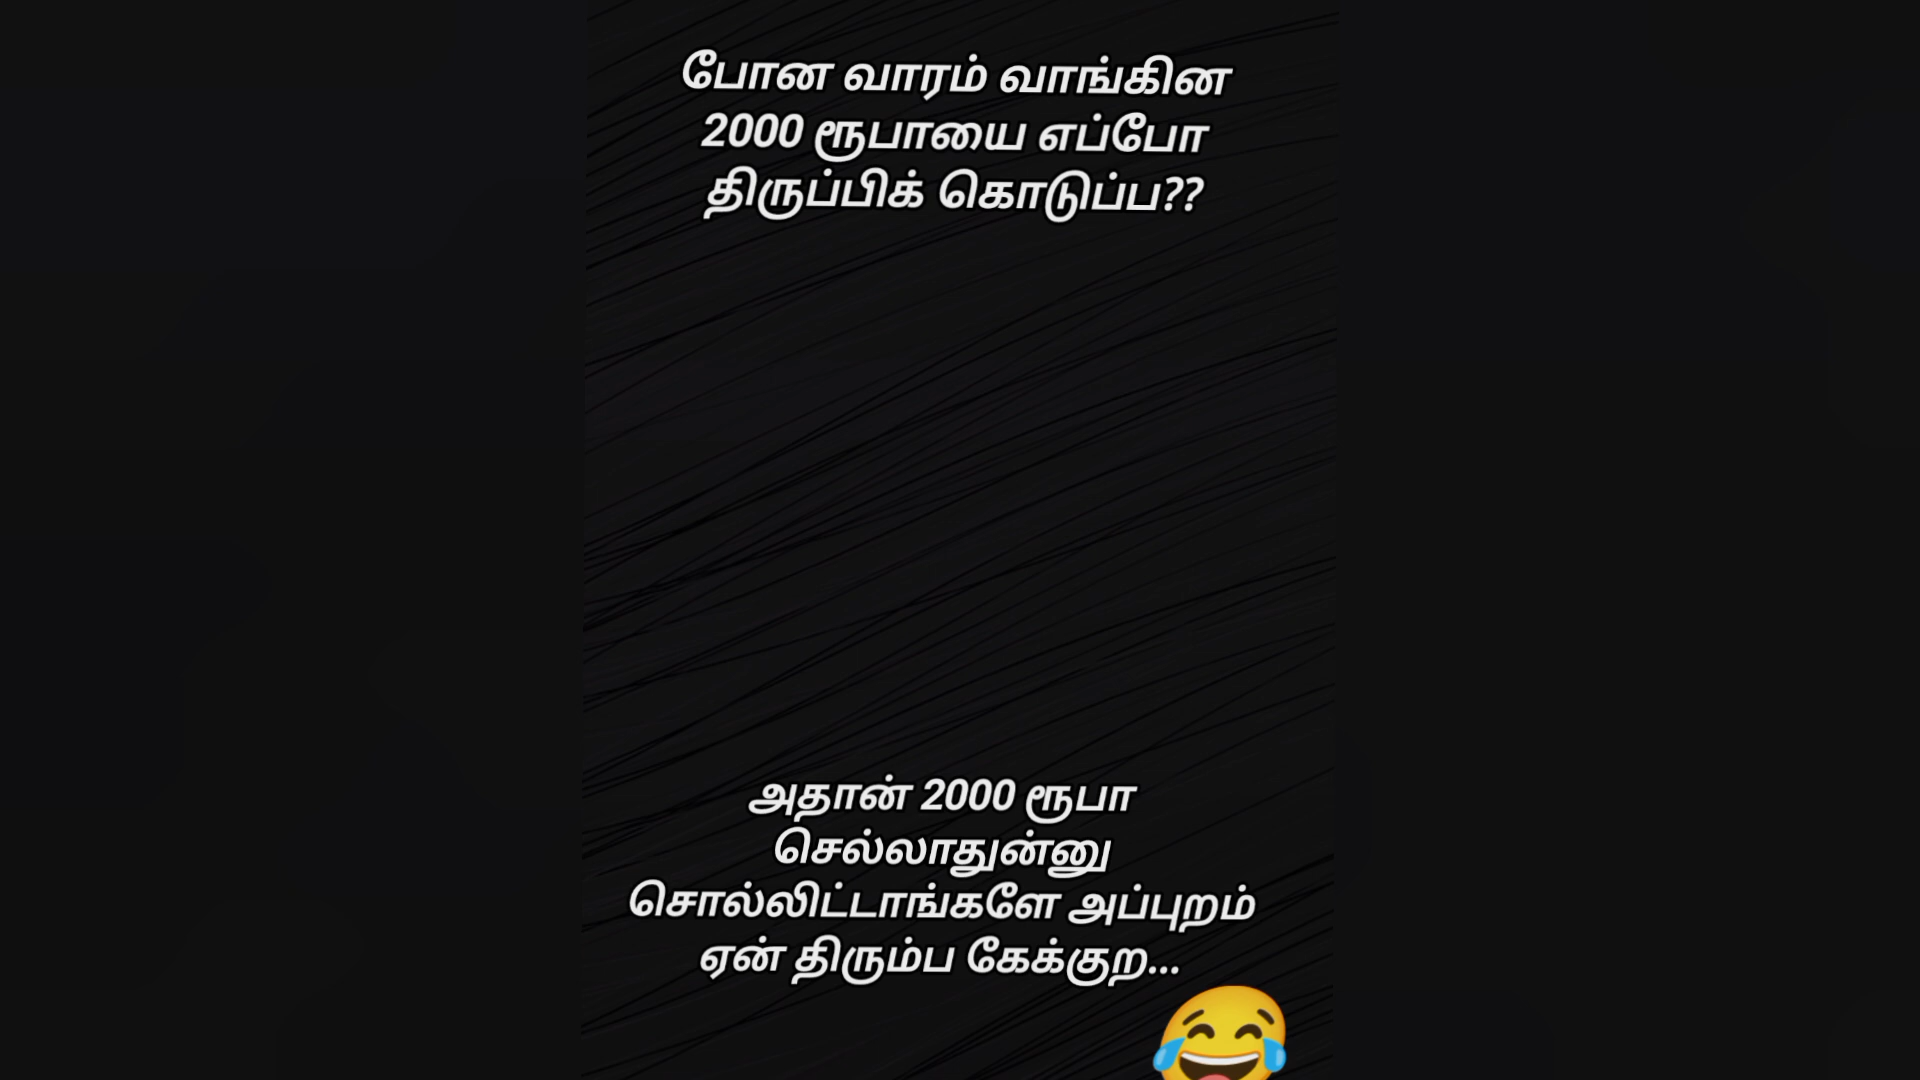 போன வாரம் வாங்கின
2000 ரூபாயை எப்போ
திருப்பிக் கொடுப்ப??
அதான் 2000 ரூபா
செல்லாதுன்னு
சொல்லிட்டாங்களே அப்புறம்
ஏன் திரும்ப கேக்குற...